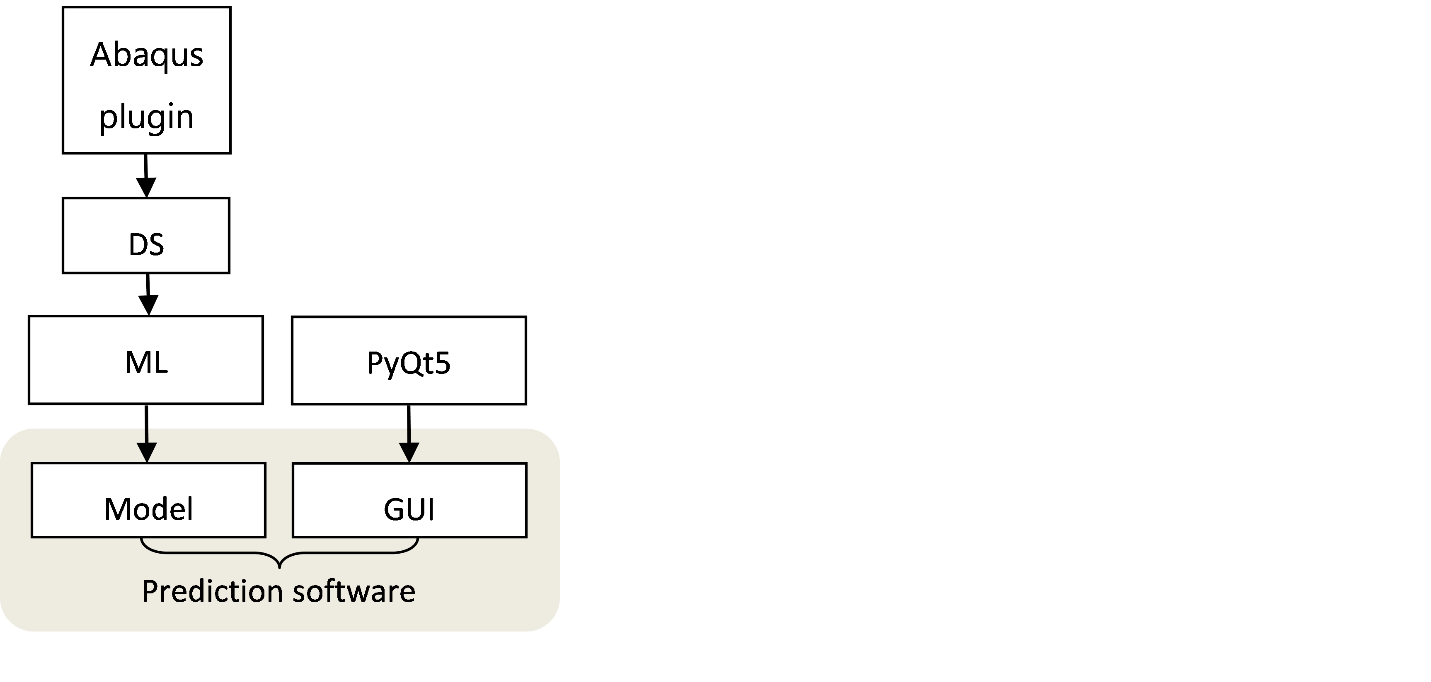 Abaqus
plugin
DS
ML
PyQt5
Model
GUI
Prediction software